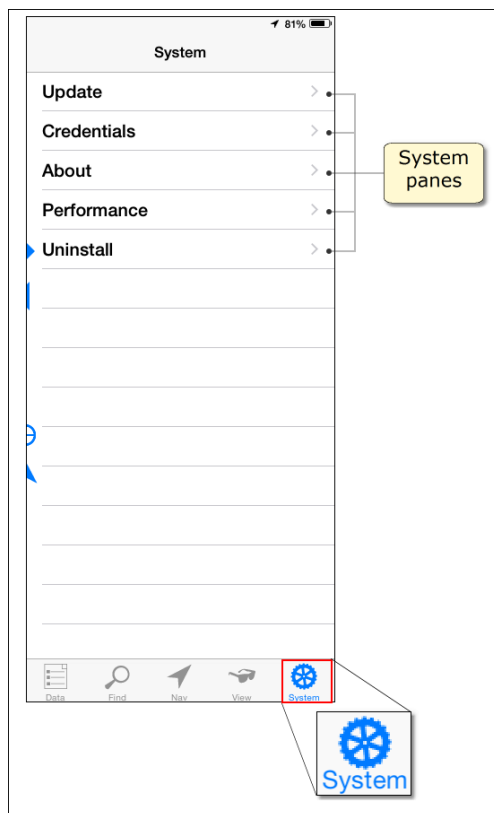 81%
System
Update
Credentials
About
Performance
Uninstall
System
panes
Data Find Nav View System
System